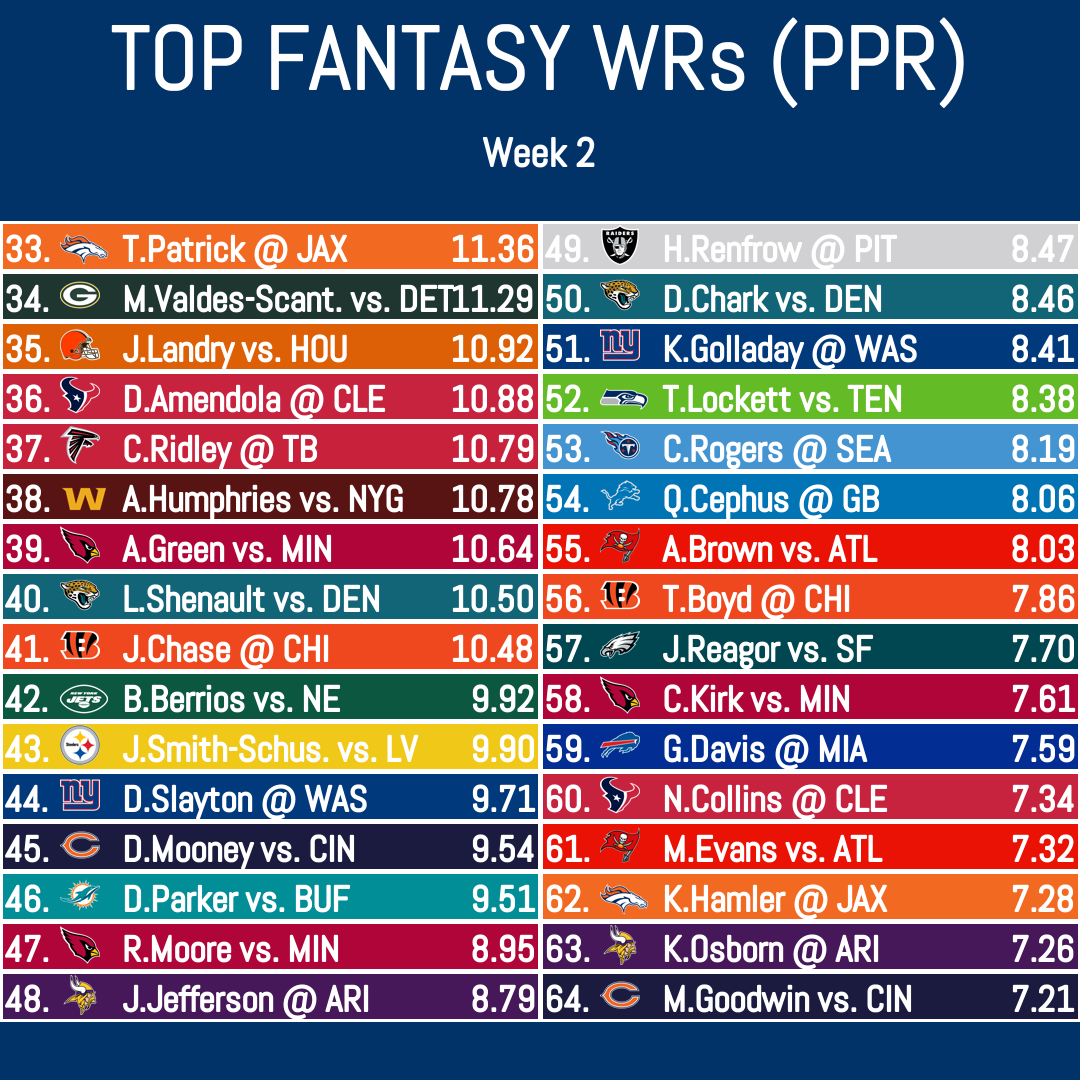 TOP FANTASY WRs (PPR)
Week 2
33. T.Patrick @ JAX 11.36
34. G M.Valdes-Scant. vs. DET 11.29
35. J.Landry vs. HOU 10.92
36. D.Amendola @ CLE 10.88
37. C.Ridley @ TB 10.79
38. W A.Humphries vs. NYG 10.78
39. A.Green vs. MIN 10.64
40. L.Shenault vs. DEN 10.50
41. J.Chase @ CHI 10.48
42. NEW YORK JETS B.Berrios vs. NE 9.92
43. Steelers J.Smith-Schus. vs. LV 9.90
44. ny D.Slayton @ WAS 9.71
45. C D.Mooney vs. CIN 9.54
46. D.Parker vs. BUF 9.51
47. R.Moore vs. MIN 8.95
48. J.Jefferson @ ARI 8.79
49. RAIDERS H.Renfrow @ PIT 8.47
50. D.Chark vs. DEN 8.46
51. ny K.Golladay @ WAS 8.41
52. T.Lockett vs. TEN 8.38
53. T C.Rogers @ SEA 8.19
54. Q.Cephus @ GB 8.06
55. A.Brown vs. ATL 8.03
56. T.Boyd @ CHI 7.86
57. J.Reagor vs. SF 7.70
58. C.Kirk vs. MIN 7.61
59. G.Davis @ MIA 7.59
60. N.Collins @ CLE 7.34
61. M.Evans vs. ATL 7.32
62. K.Hamler @ JAX 7.28
63. K.Osborn @ ARI 7.26
64. C M.Goodwin vs. CIN 7.21